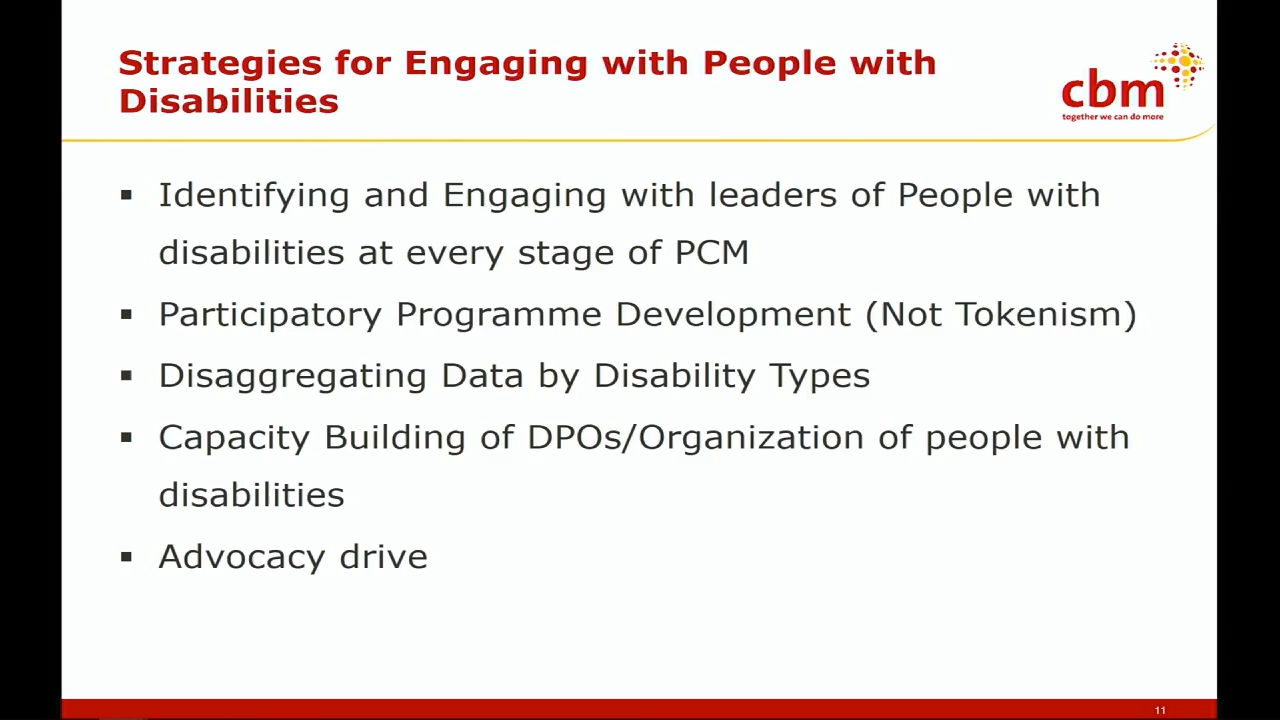 Strategies for Engaging with People with
Disabilities
cbm
together we can do more
▪ Identifying and Engaging with leaders of People with
disabilities at every stage of PCM
▪ Participatory Programme Development (Not Tokenism)
▪ Disaggregating Data by Disability Types
▪ Capacity Building of DPOs/Organization of people with
disabilities
▪ Advocacy drive
11